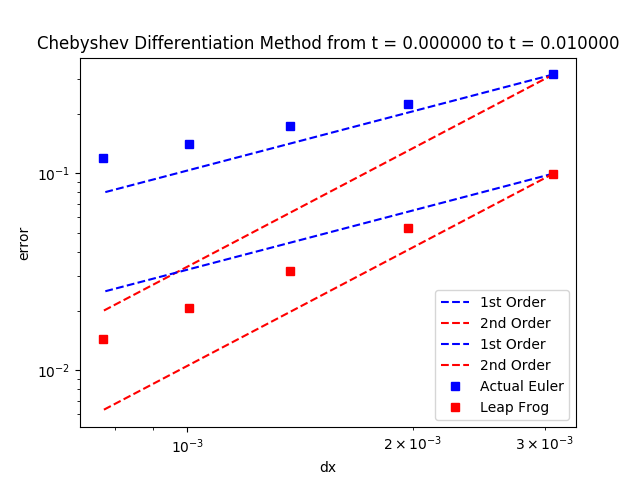 Chebyshev Differentiation Method from t = 0.000000 to t = 0.010000
error
10⁻¹
10⁻²
1st Order
2nd Order
1st Order
2nd Order
Actual Euler
Leap Frog
10⁻³
2 × 10⁻³
3 × 10⁻³
dx